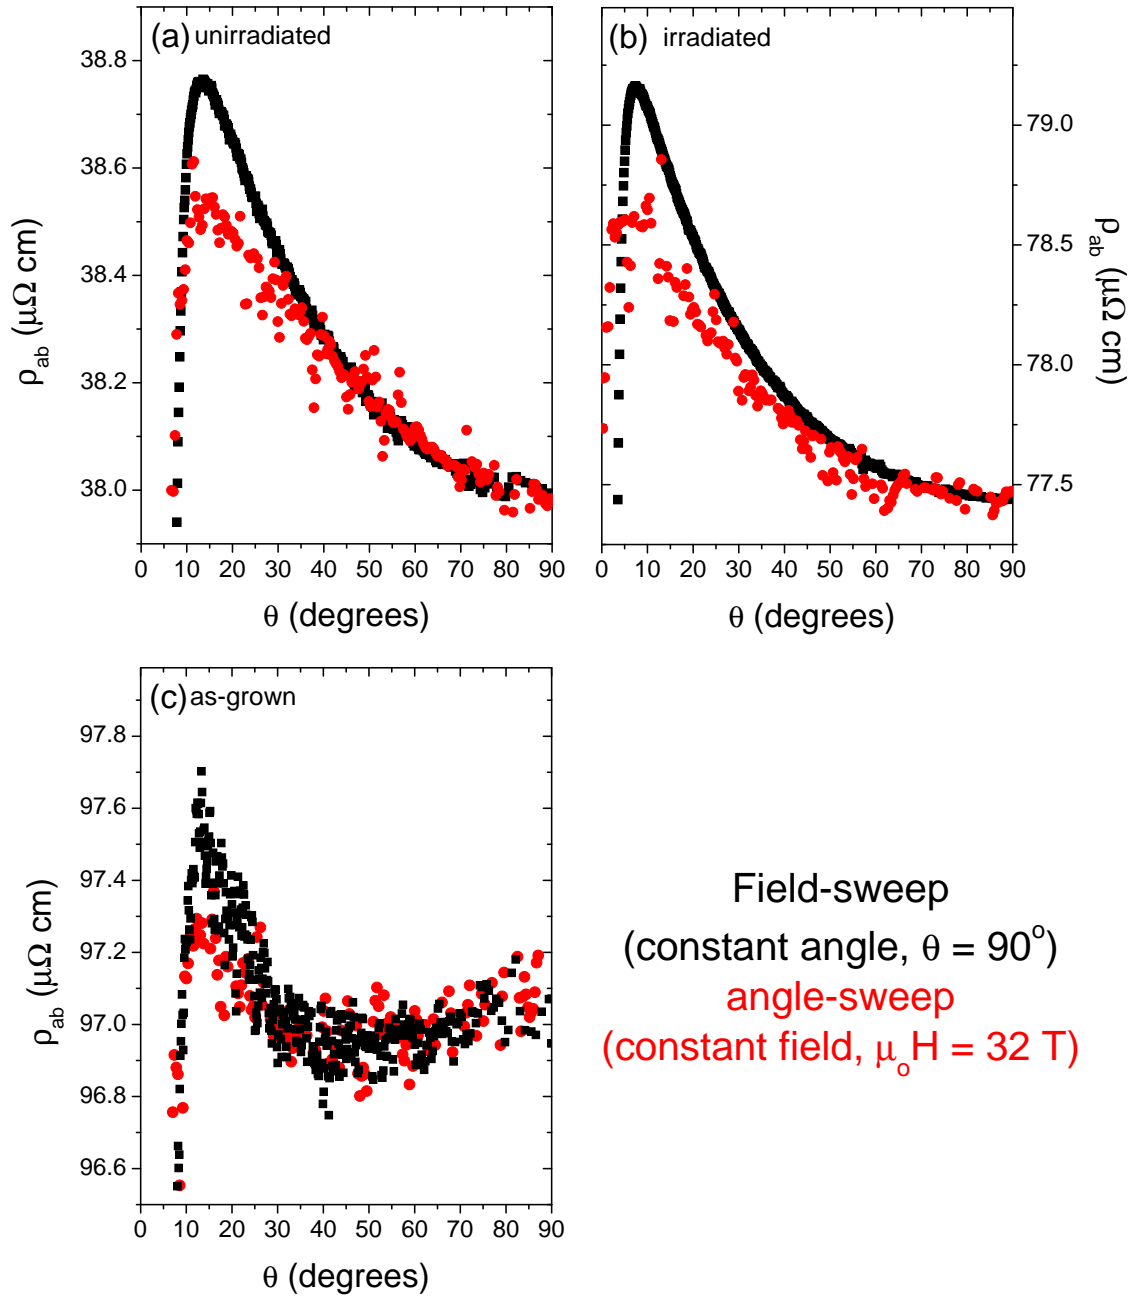 (a) unirradiated
38.8
38.6
38.4
38.2
38.0
ρab (μΩ cm)
0 10 20 30 40 50 60 70 80 90
θ (degrees)
(b) irradiated
79.0
78.5
78.0
77.5
ρab (μΩ cm)
0 10 20 30 40 50 60 70 80 90
θ (degrees)
(c) as-grown
97.8
97.6
97.4
97.2
97.0
96.8
96.6
ρab (μΩ cm)
0 10 20 30 40 50 60 70 80 90
θ (degrees)
Field-sweep
(constant angle, θ = 90o)
angle-sweep
(constant field, μoH = 32 T)